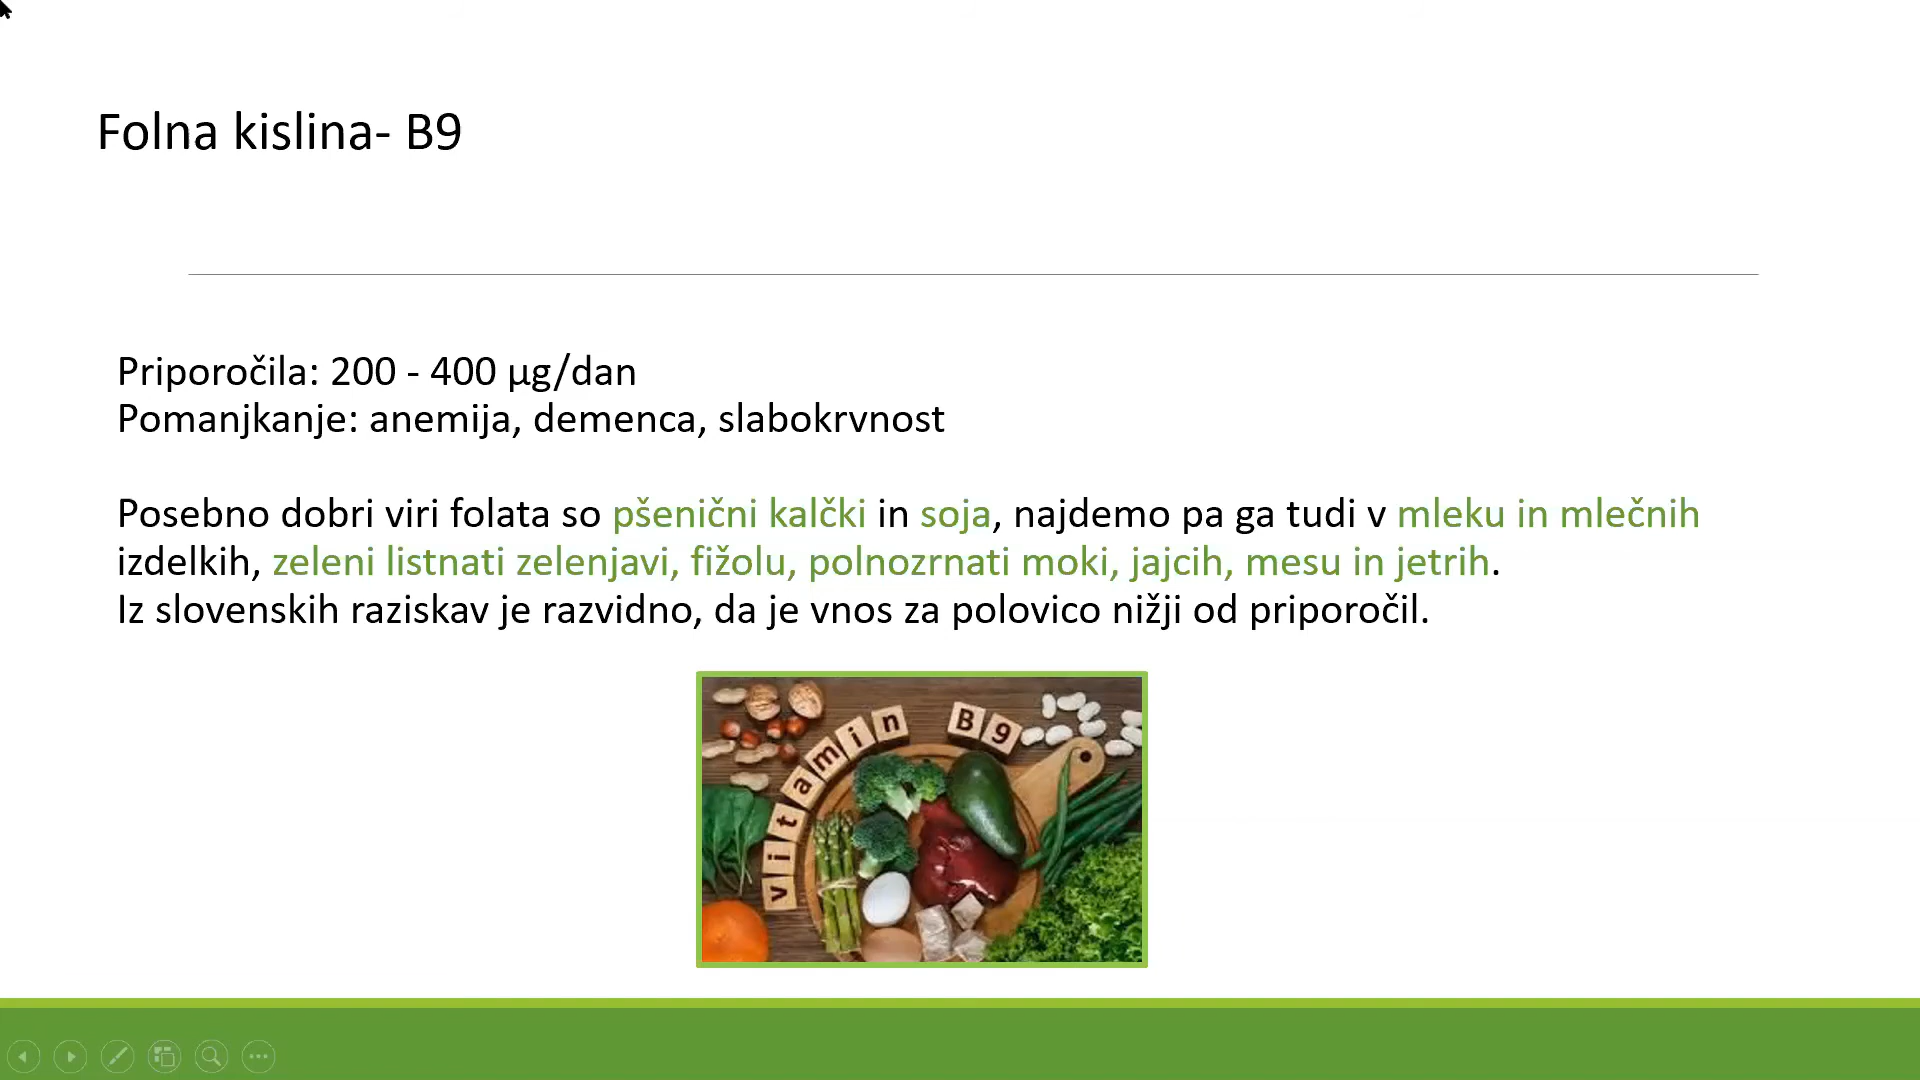 Folna kislina- B9
Priporočila: 200 - 400 µg/dan
Pomanjkanje: anemija, demenca, slabokrvnost
Posebno dobri viri folata so pšenični kalčki in soja, najdemo pa ga tudi v mleku in mlečnih
izdelkih, zeleni listnati zelenjavi, fižolu, polnozrnati moki, jajcih, mesu in jetrih.
Iz slovenskih raziskav je razvidno, da je vnos za polovico nižji od priporočil.
vitamin B9